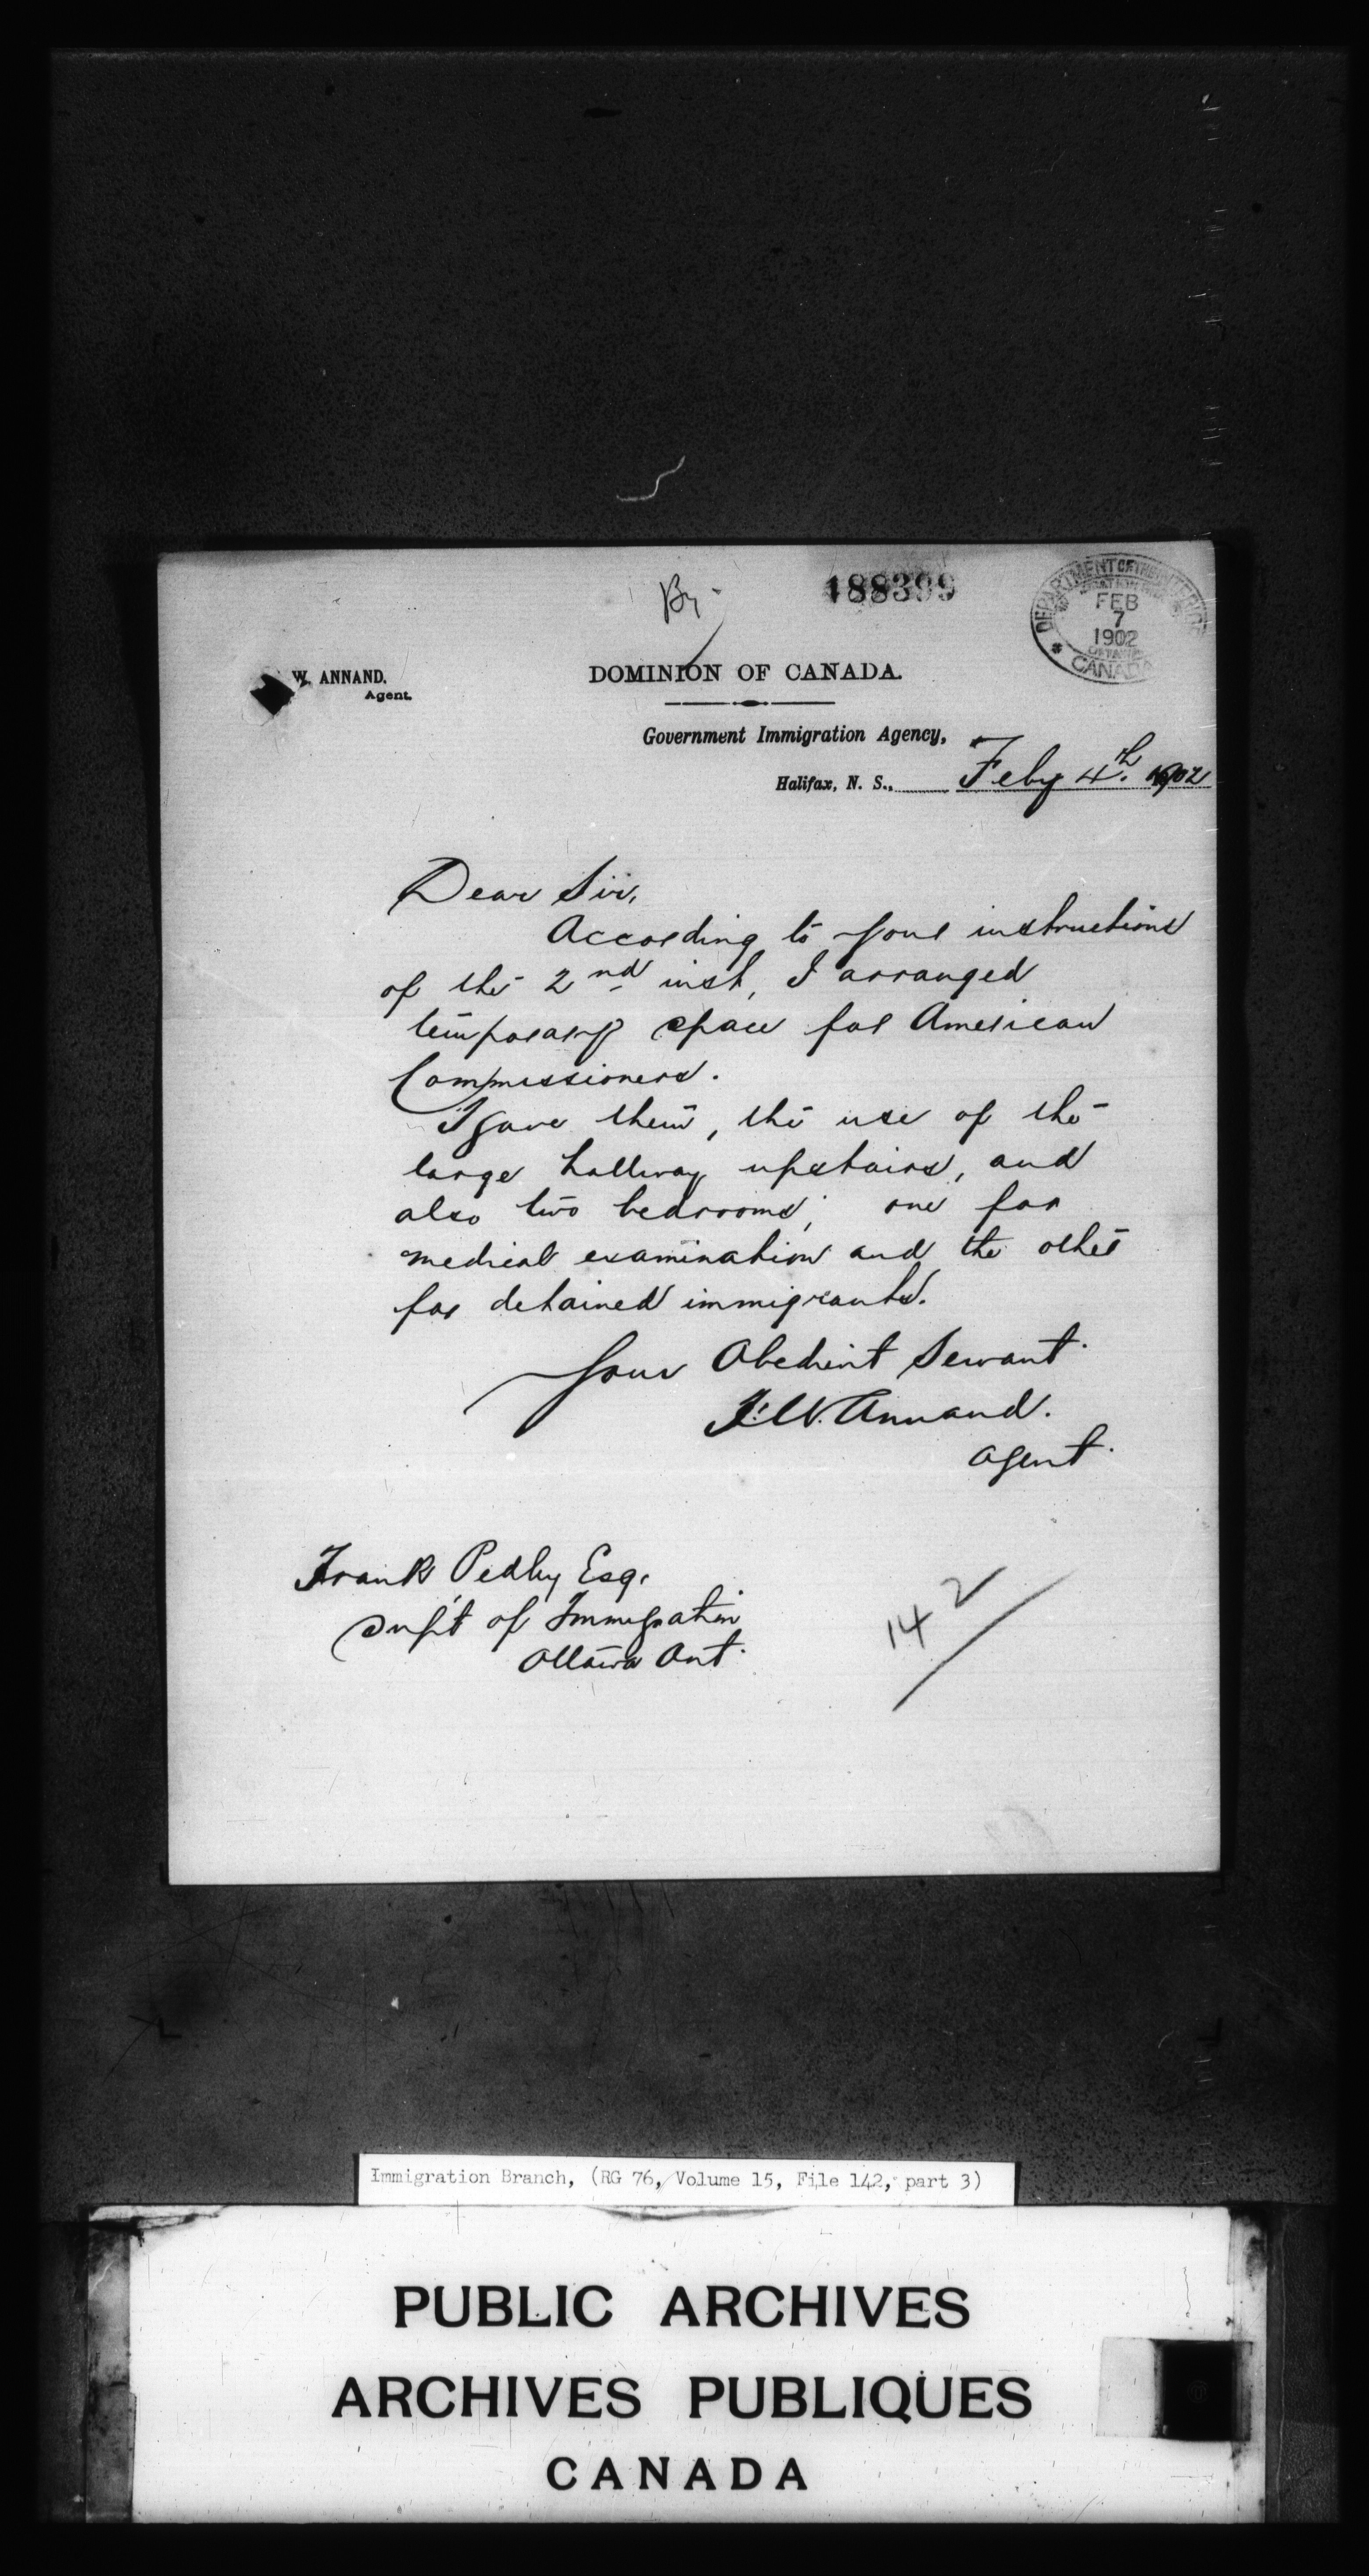 By
188399
DEPARTMENT OF THE INTERIOR
FEB
7
1902
OTTAWA
CANADA
W. ANNAND,
Agent.
DOMINION OF CANADA.
Government Immigration Agency,
Halifax, N. S., Feby 4th. 1902
Dear Sir,
According to your instructions
of the 2nd inst, I arranged
temporary space for American
Commissioners.
I gave them, the use of the
large hallway upstairs, and
also two bedrooms; one for
medical examination and the other
for detained immigrants.
Your Obedient Servant
F. W. Annand.
Agent.
Frank Pedley Esq.
Sup't of Immigration
Ottawa Ont.
142
Immigration Branch, (RG 76, Volume 15, File 142, part 3)
PUBLIC ARCHIVES
ARCHIVES PUBLIQUES
CANADA